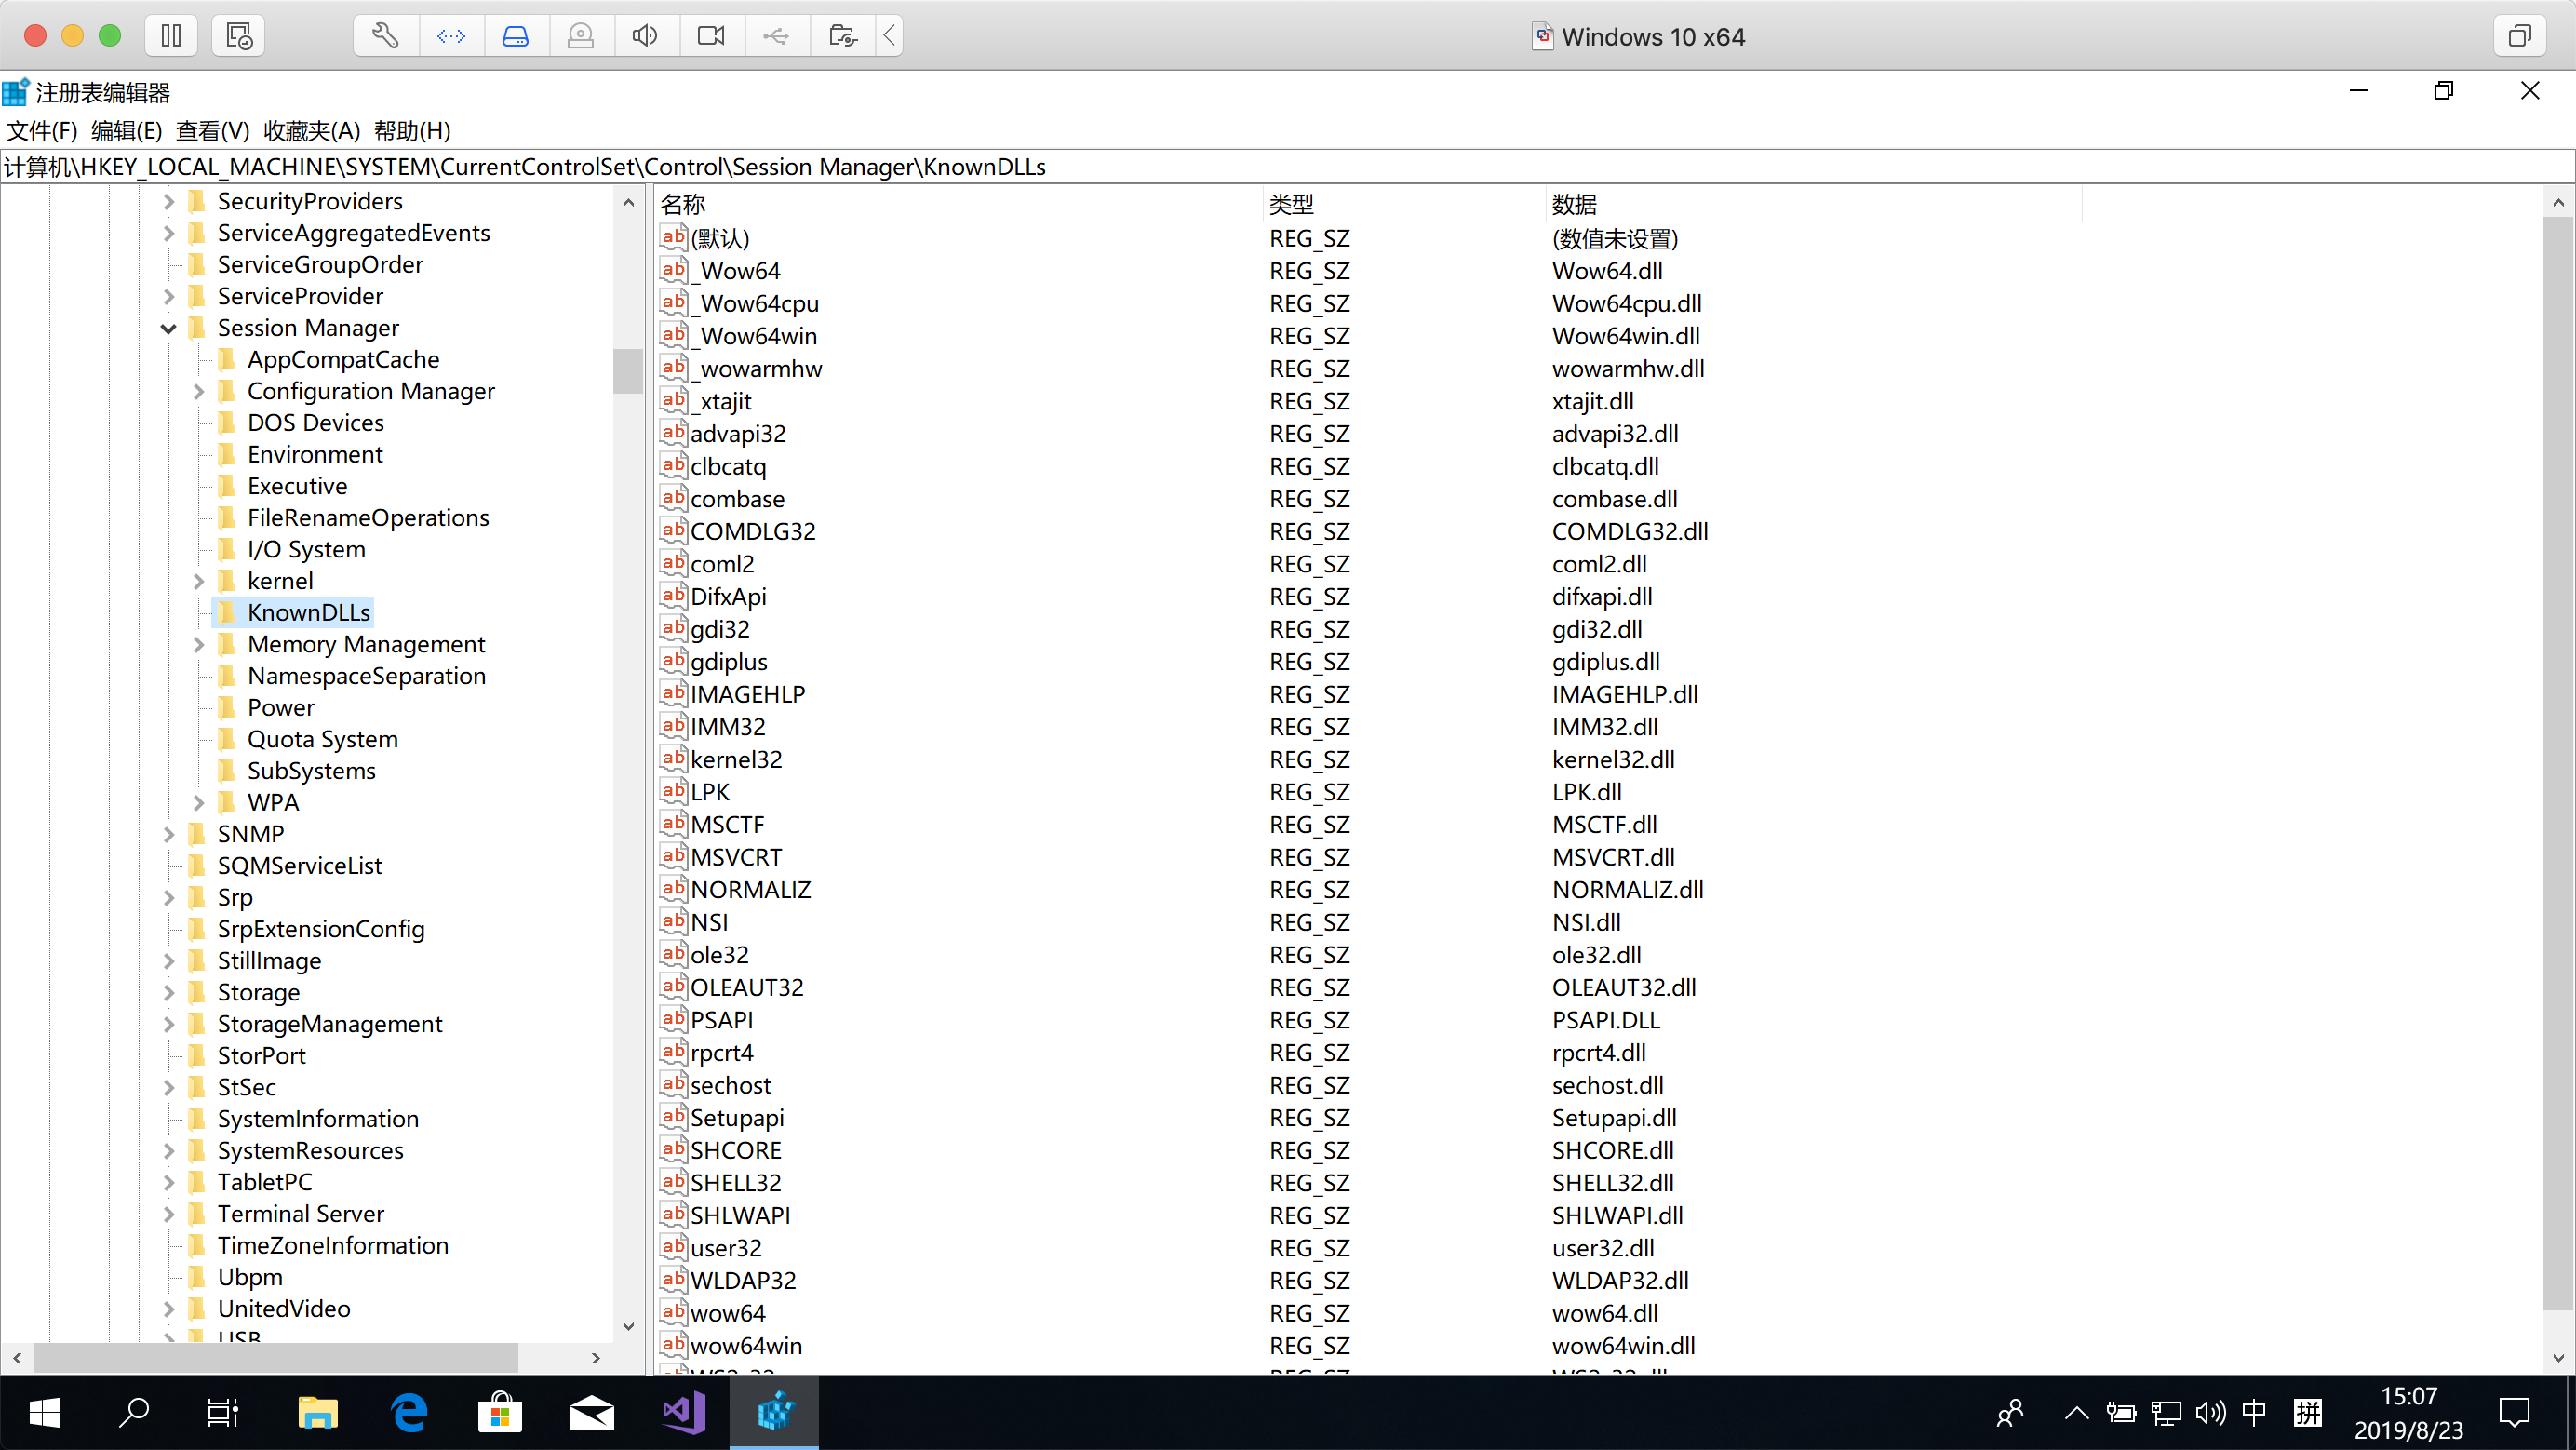 Windows 10 x64
注册表编辑器
文件(F) 编辑(E) 查看(V) 收藏夹(A) 帮助(H)
计算机\HKEY_LOCAL_MACHINE\SYSTEM\CurrentControlSet\Control\Session Manager\KnownDLLs
SecurityProviders
ServiceAggregatedEvents
ServiceGroupOrder
ServiceProvider
Session Manager
AppCompatCache
Configuration Manager
DOS Devices
Environment
Executive
FileRenameOperations
I/O System
kernel
KnownDLLs
Memory Management
NamespaceSeparation
Power
Quota System
SubSystems
WPA
SNMP
SQMServiceList
Srp
SrpExtensionConfig
StillImage
Storage
StorageManagement
StorPort
StSec
SystemInformation
SystemResources
TabletPC
Terminal Server
TimeZoneInformation
Ubpm
UnitedVideo
USB
名称 类型 数据
(默认) REG_SZ (数值未设置)
_Wow64 REG_SZ Wow64.dll
_Wow64cpu REG_SZ Wow64cpu.dll
_Wow64win REG_SZ Wow64win.dll
_wowarmhw REG_SZ wowarmhw.dll
_xtajit REG_SZ xtajit.dll
advapi32 REG_SZ advapi32.dll
clbcatq REG_SZ clbcatq.dll
combase REG_SZ combase.dll
COMDLG32 REG_SZ COMDLG32.dll
coml2 REG_SZ coml2.dll
DifxApi REG_SZ difxapi.dll
gdi32 REG_SZ gdi32.dll
gdiplus REG_SZ gdiplus.dll
IMAGEHLP REG_SZ IMAGEHLP.dll
IMM32 REG_SZ IMM32.dll
kernel32 REG_SZ kernel32.dll
LPK REG_SZ LPK.dll
MSCTF REG_SZ MSCTF.dll
MSVCRT REG_SZ MSVCRT.dll
NORMALIZ REG_SZ NORMALIZ.dll
NSI REG_SZ NSI.dll
ole32 REG_SZ ole32.dll
OLEAUT32 REG_SZ OLEAUT32.dll
PSAPI REG_SZ PSAPI.DLL
rpcrt4 REG_SZ rpcrt4.dll
sechost REG_SZ sechost.dll
Setupapi REG_SZ Setupapi.dll
SHCORE REG_SZ SHCORE.dll
SHELL32 REG_SZ SHELL32.dll
SHLWAPI REG_SZ SHLWAPI.dll
user32 REG_SZ user32.dll
WLDAP32 REG_SZ WLDAP32.dll
wow64 REG_SZ wow64.dll
wow64win REG_SZ wow64win.dll
中 拼
15:07
2019/8/23